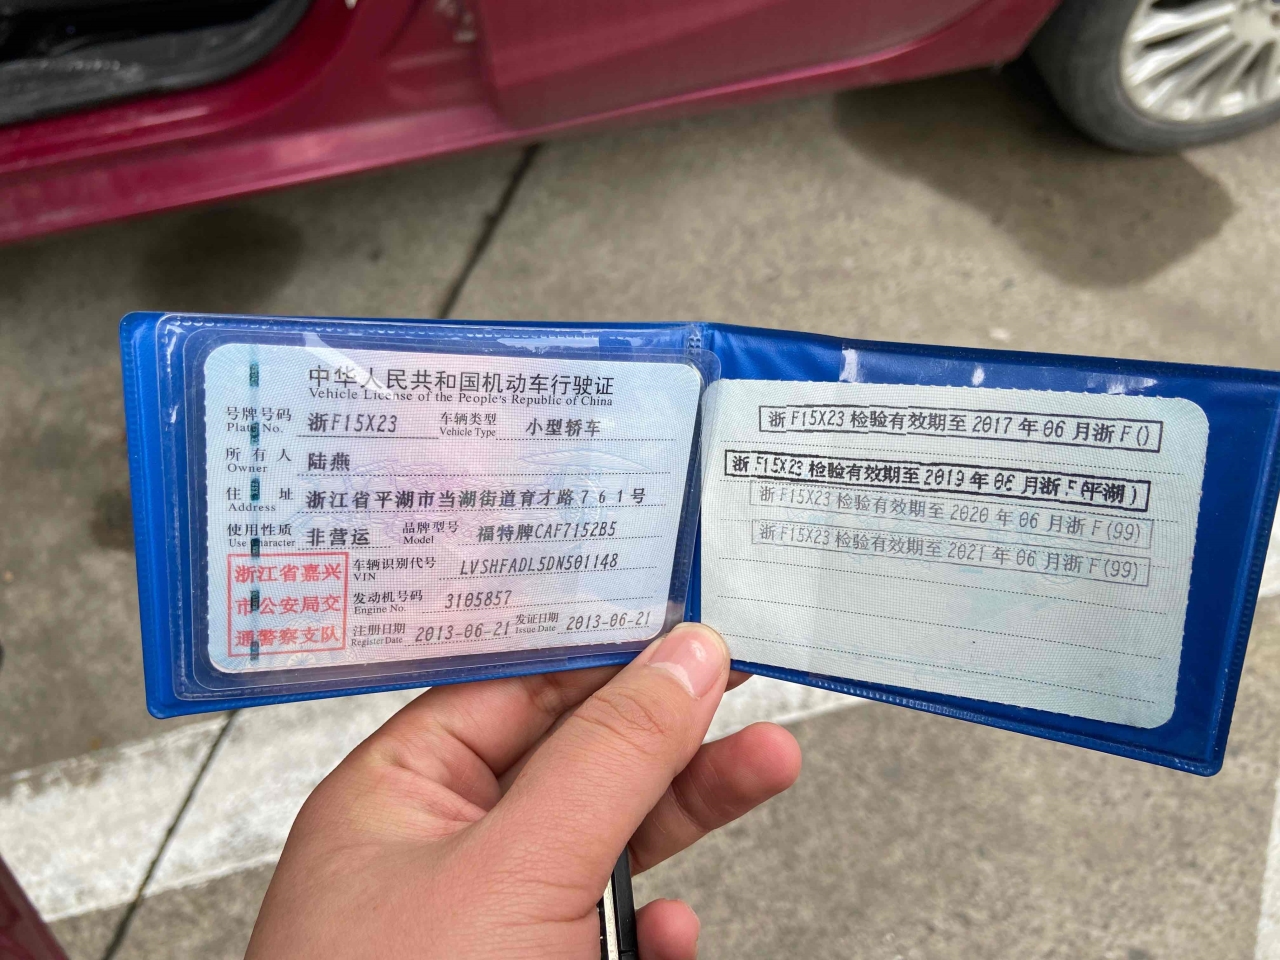 中华人民共和国机动车行驶证
Vehicle License of the People's Republic of China
号牌号码 浙F15X23 车辆类型 小型轿车
Plate No. Vehicle Type
所有人 陆燕
Owner
住址 浙江省平湖市当湖街道育才路761号
Address
使用性质 非营运 品牌型号 福特牌CAF7152B5
Use Character Model
浙江省嘉兴
市公安局交
通警察支队
车辆识别代号 LVSHFADL5DN501148
VIN
发动机号码 3105857
Engine No.
注册日期 2013-06-21 发证日期 2013-06-21
Register Date Issue Date
浙F15X23检验有效期至2017年06月浙F()
浙F15X23检验有效期至2019年06月浙F(平湖)
浙F15X23检验有效期至2020年06月浙F(99)
浙F15X23检验有效期至2021年06月浙F(99)